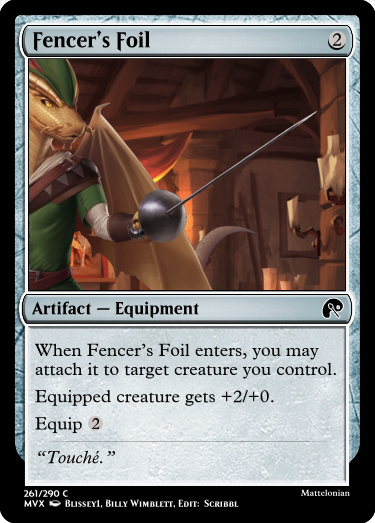 Fencer's Foil 2
Artifact — Equipment
When Fencer's Foil enters, you may
attach it to target creature you control.
Equipped creature gets +2/+0.
Equip 2
“Touché.”
261/290 C
Mattelonian
MVX Blissey1, Billy Wimblett, Edit: Scribbl